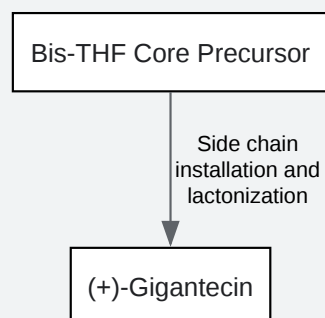 Bis-THF Core Precursor
Side chain
installation and
lactonization
(+)-Gigantecin